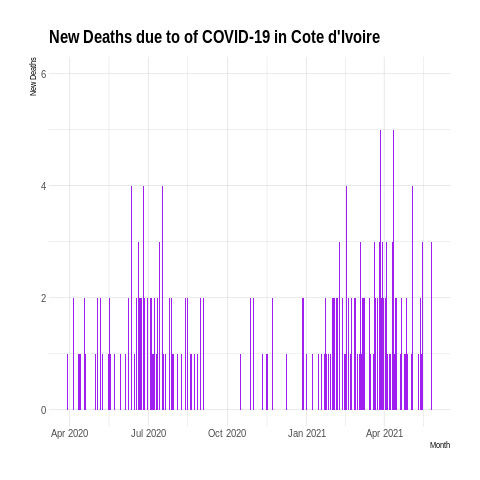 New Deaths due to of COVID-19 in Cote d'Ivoire
New Deaths
6
4
2
0
Apr 2020 Jul 2020 Oct 2020 Jan 2021 Apr 2021
Month